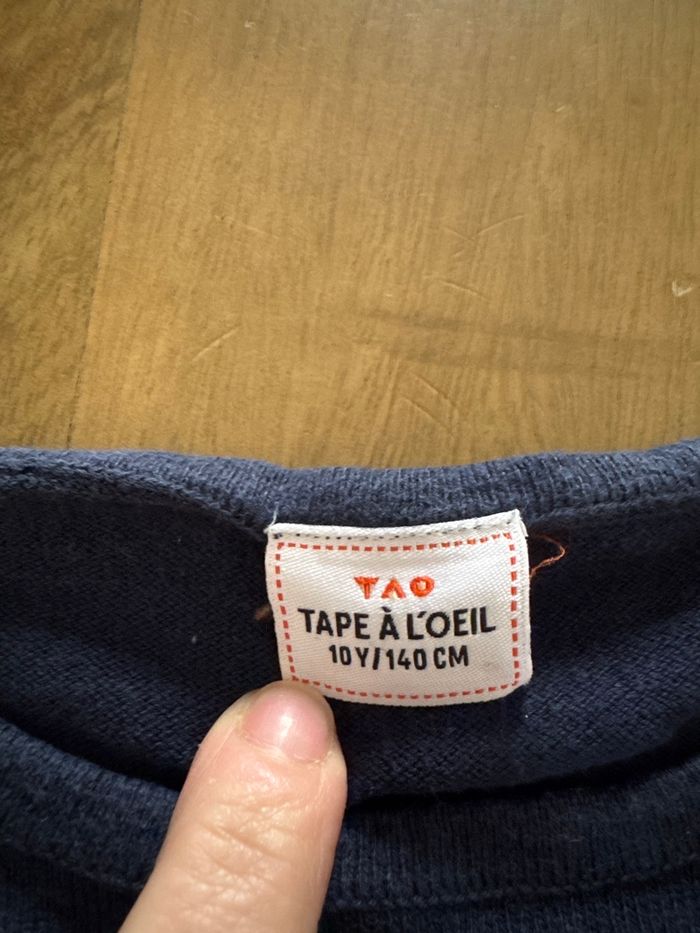 TAO
TAPE À L'OEIL
10Y/140 CM